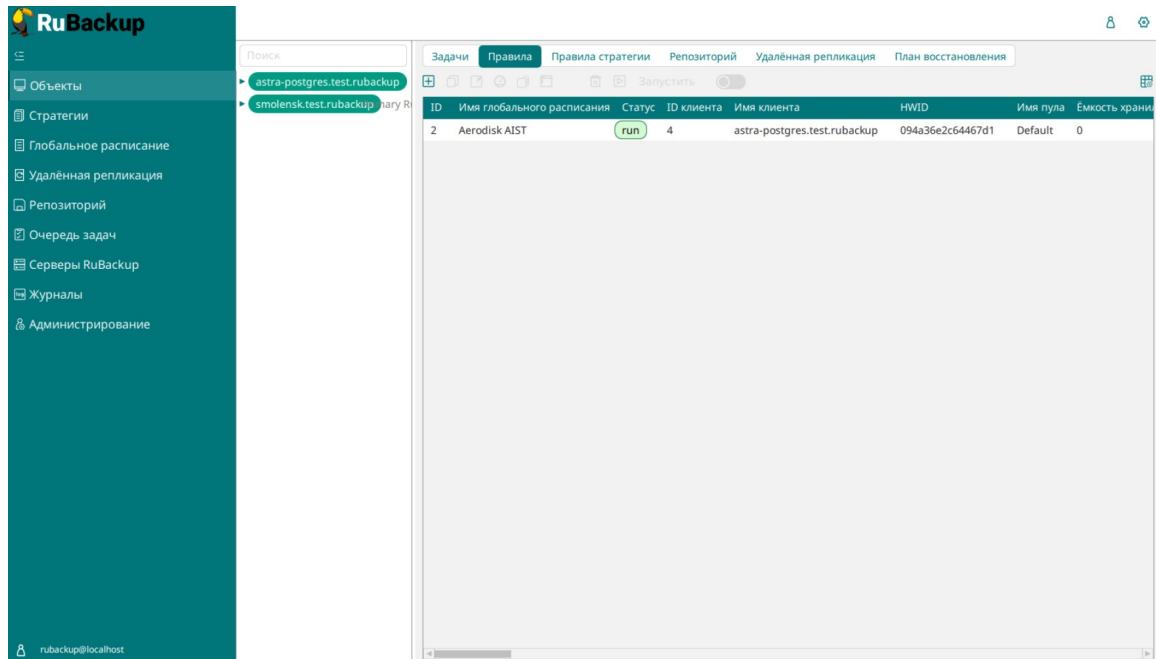 RuBackup
Объекты
Стратегии
Глобальное расписание
Удалённая репликация
Репозиторий
Очередь задач
Серверы RuBackup
Журналы
Администрирование
rubackup@localhost
Поиск
astra-postgres.test.rubackup
smolensk.test.rubackup
Задачи Правила Правила стратегии Репозиторий Удалённая репликация План восстановления
Запустить
ID Имя глобального расписания Статус ID клиента Имя клиента HWID Имя пула Ёмкость
2 Aerodisk AIST run 4 astra-postgres.test.rubackup 094a36e2c64467d1 Default 0